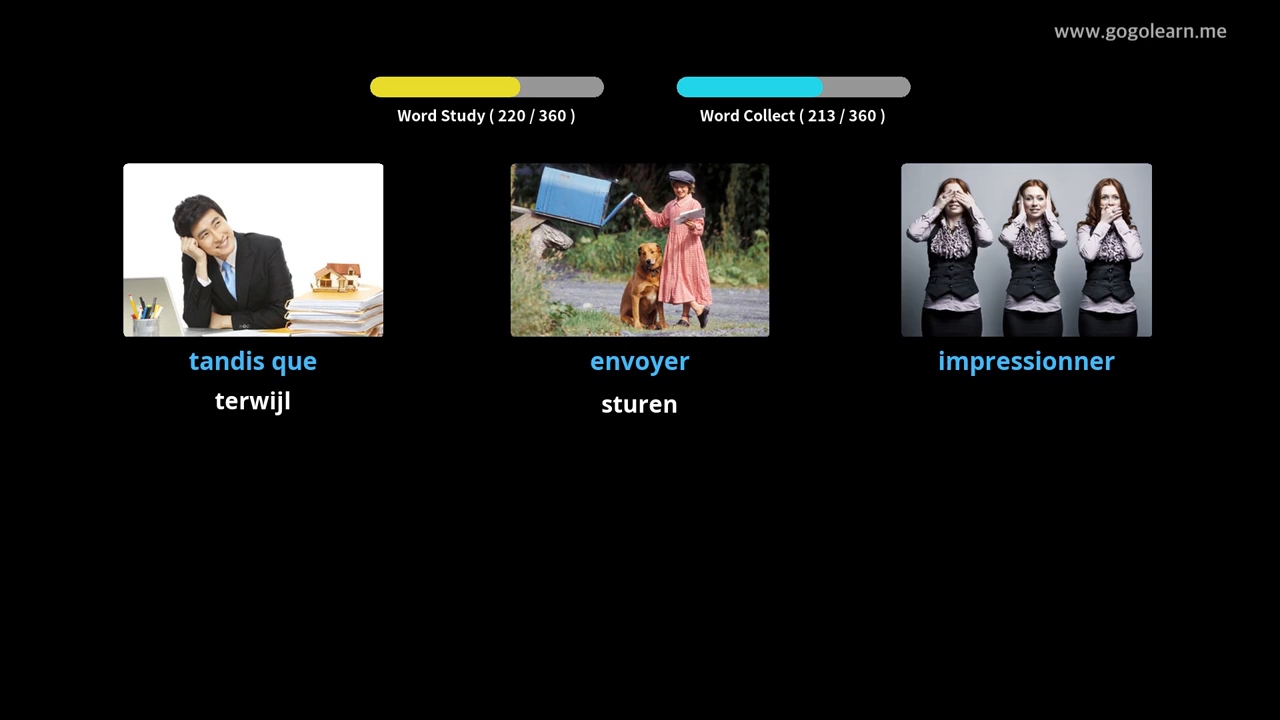 www.gogolearn.me
Word Study ( 220 / 360 )
Word Collect ( 213 / 360 )
tandis que
envoyer
impressionner
terwijl
sturen